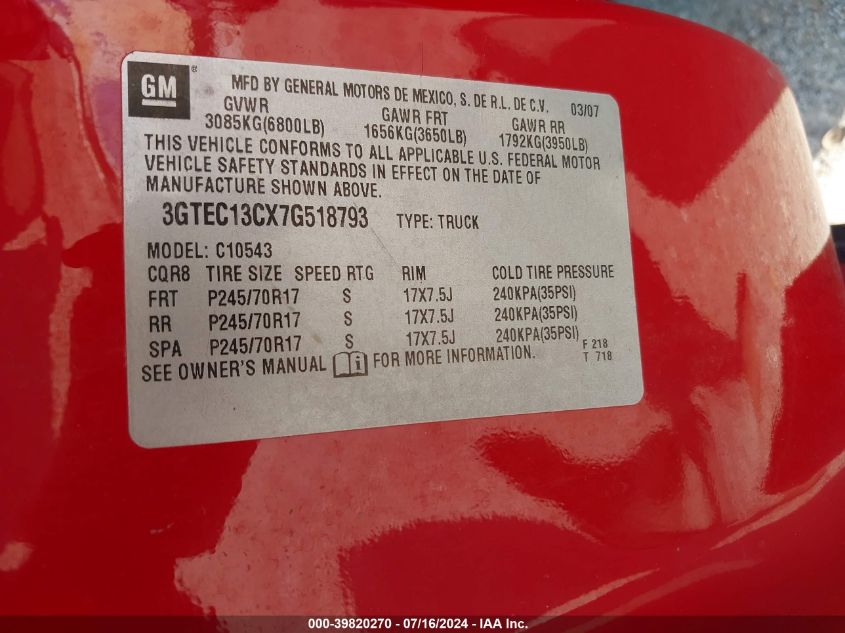 GM ® MFD BY GENERAL MOTORS DE MEXICO, S. DE R.L. DE C.V. 03/07
GVWR GAWR FRT GAWR RR
3085KG(6800LB) 1656KG(3650LB) 1792KG(3950LB)
THIS VEHICLE CONFORMS TO ALL APPLICABLE U.S. FEDERAL MOTOR
VEHICLE SAFETY STANDARDS IN EFFECT ON THE DATE OF
MANUFACTURE SHOWN ABOVE.
3GTEC13CX7G518793 TYPE: TRUCK
MODEL: C10543
CQR8 TIRE SIZE SPEED RTG RIM COLD TIRE PRESSURE
FRT P245/70R17 S 17X7.5J 240KPA(35PSI)
RR P245/70R17 S 17X7.5J 240KPA(35PSI)
SPA P245/70R17 S 17X7.5J 240KPA(35PSI) F 218
SEE OWNER'S MANUAL FOR MORE INFORMATION. T 718
000-39820270 - 07/16/2024 - IAA Inc.